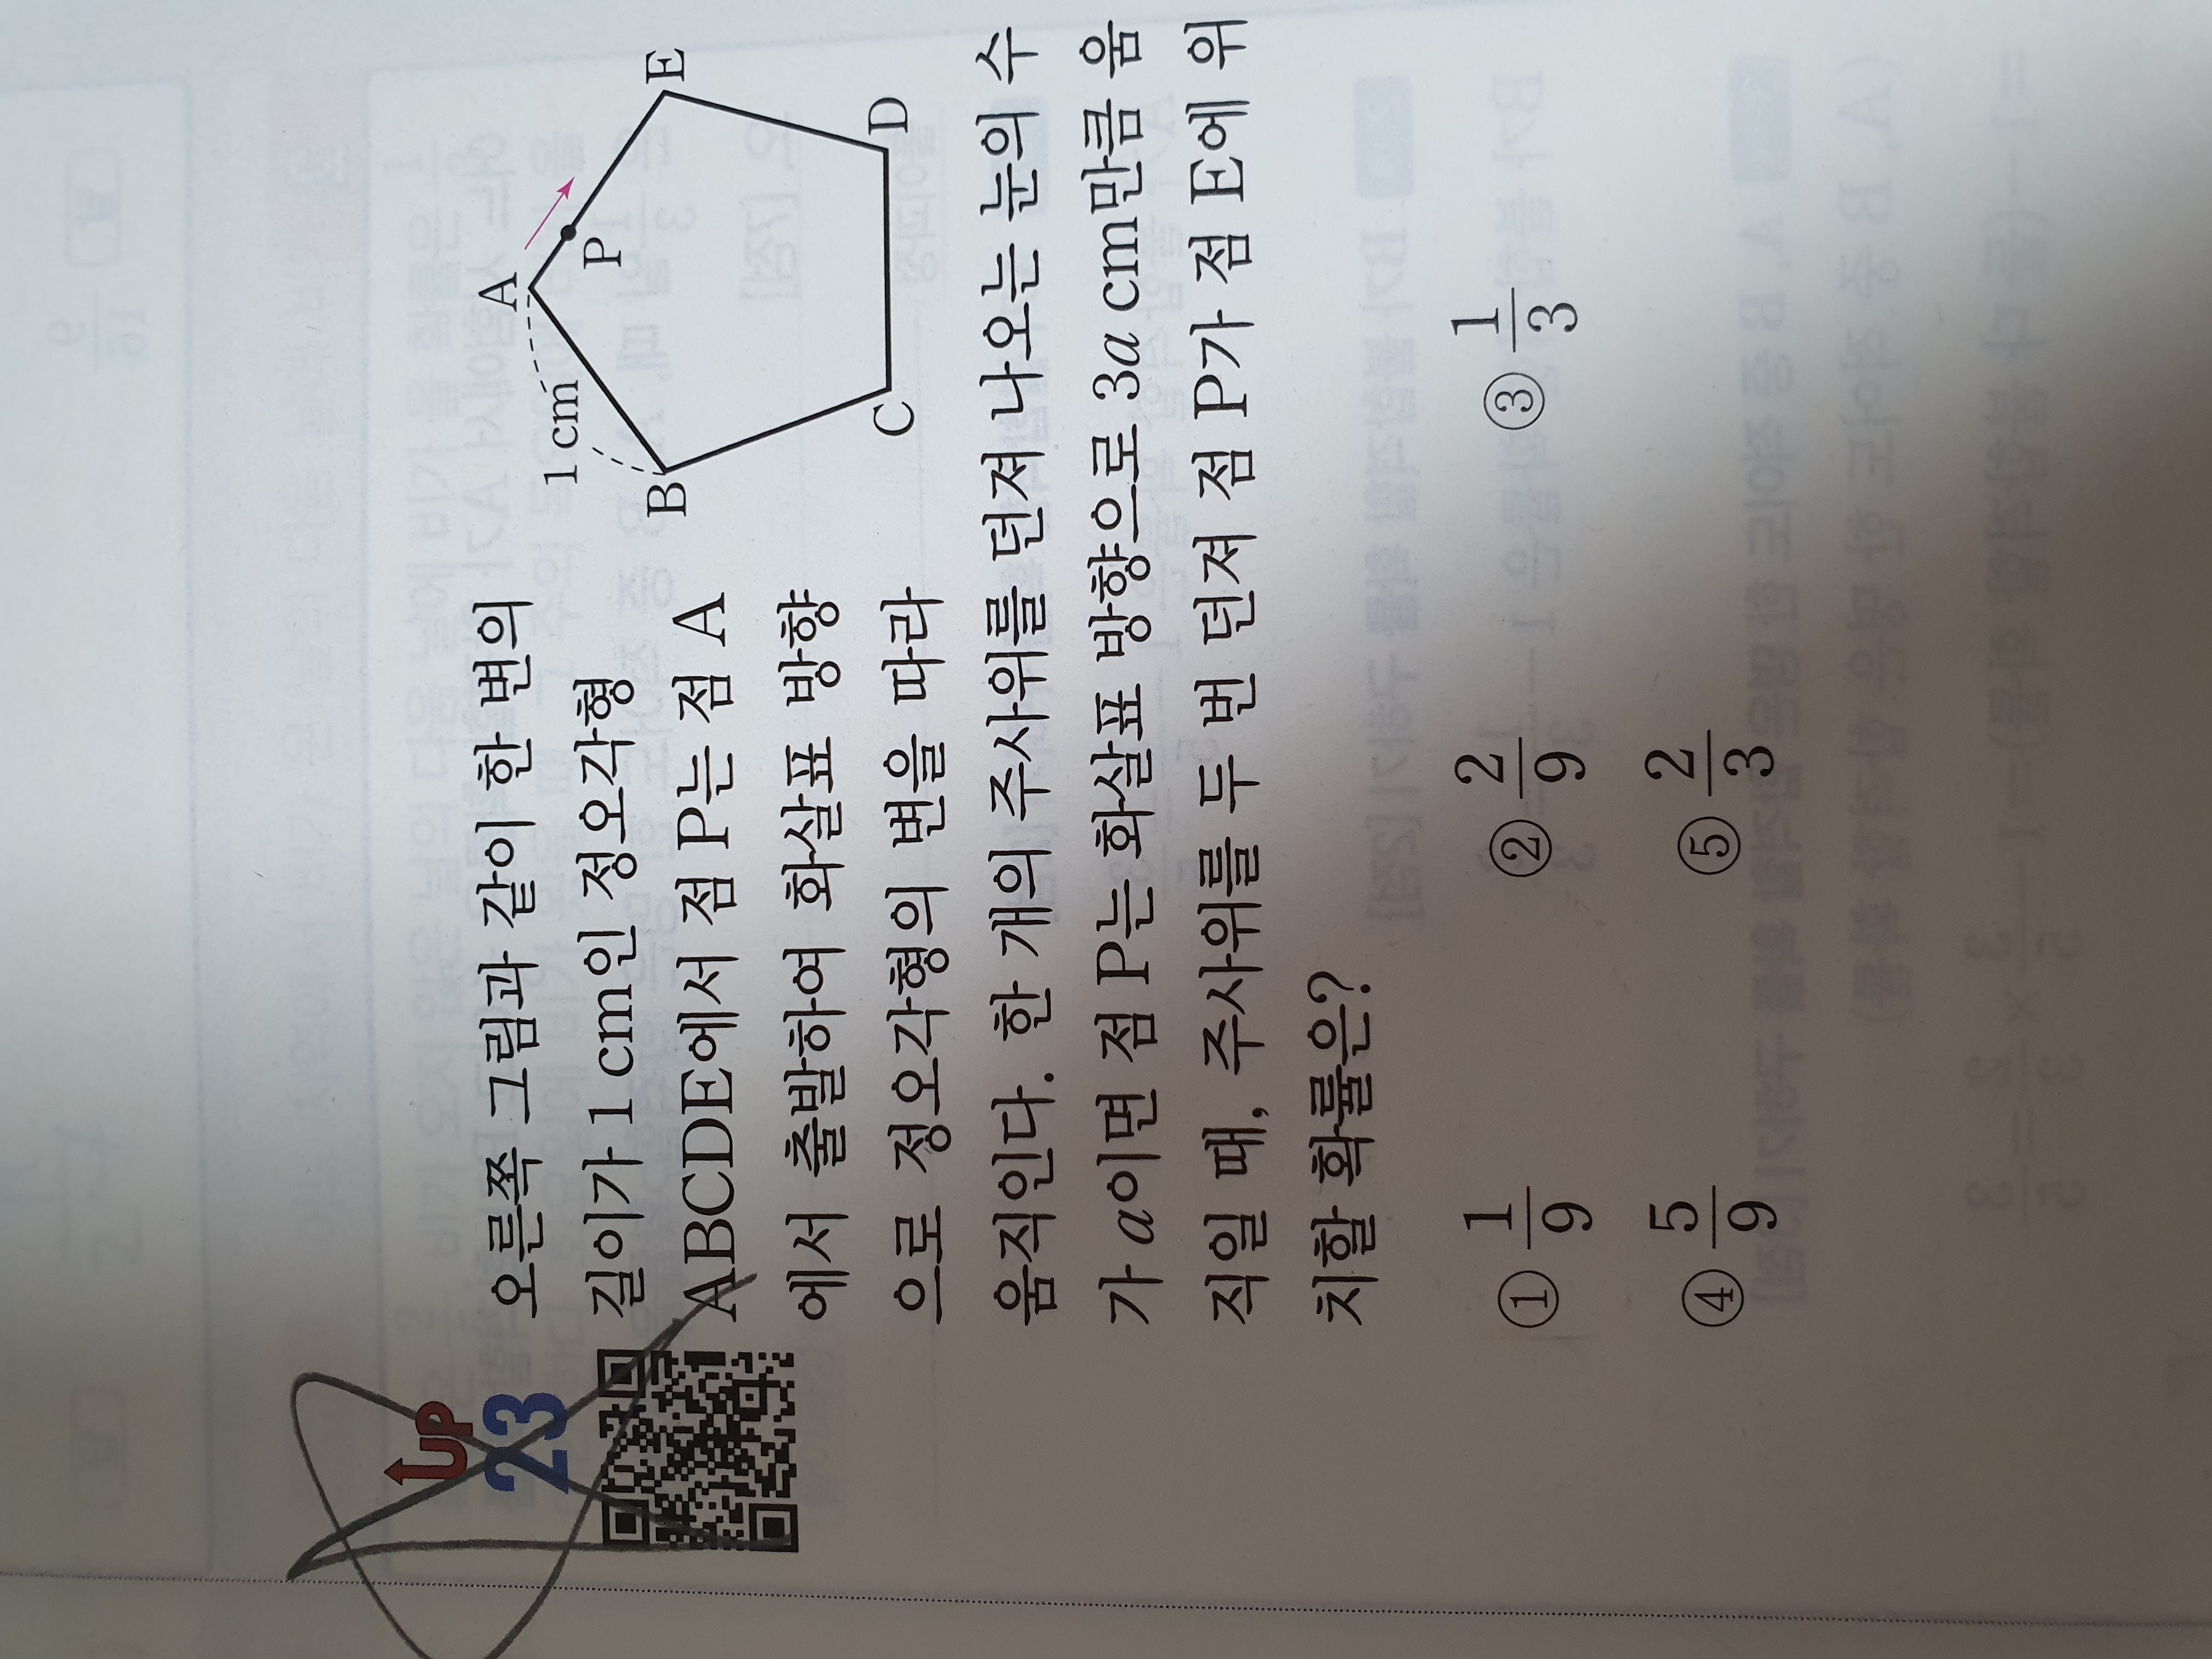 UP
23
오른쪽 그림과 같이 한 변의
길이가 1 cm인 정오각형
ABCDE에서 점 P는 점 A
에서 출발하여 화살표 방향
으로 정오각형의 변을 따라
움직인다. 한 개의 주사위를 던져 나오는 눈의 수
가 a이면 점 P는 화살표 방향으로 3a cm만큼 움
직일 때, 주사위를 두 번 던져 점 P가 점 E에 위
치할 확률은?
A
1 cm
P
B
E
C
D
① 1/9 ② 2/9 ③ 1/3
④ 5/9 ⑤ 2/3